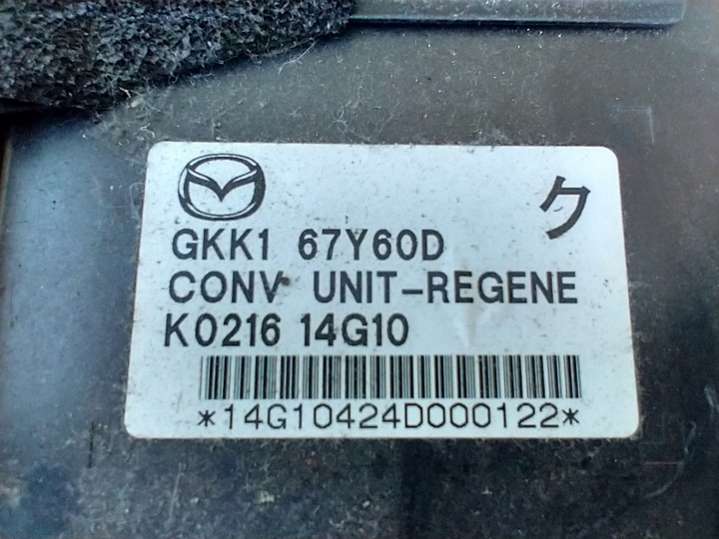 ク
GKK1 67Y60D
CONV UNIT-REGENE
K0216 14G10
*14G10424D000122*